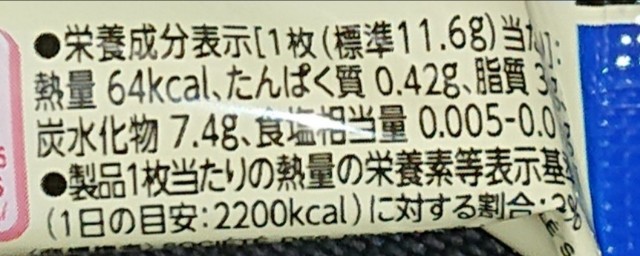 ●栄養成分表示[1枚(標準11.6g)当た]:
熱量 64kcal、たんぱく質 0.42g、脂質 3
炭水化物 7.4g、食塩相当量 0.005-0.0
●製品1枚当たりの熱量の栄養素等表示基
(1日の目安:2200kcal)に対する割合:3%